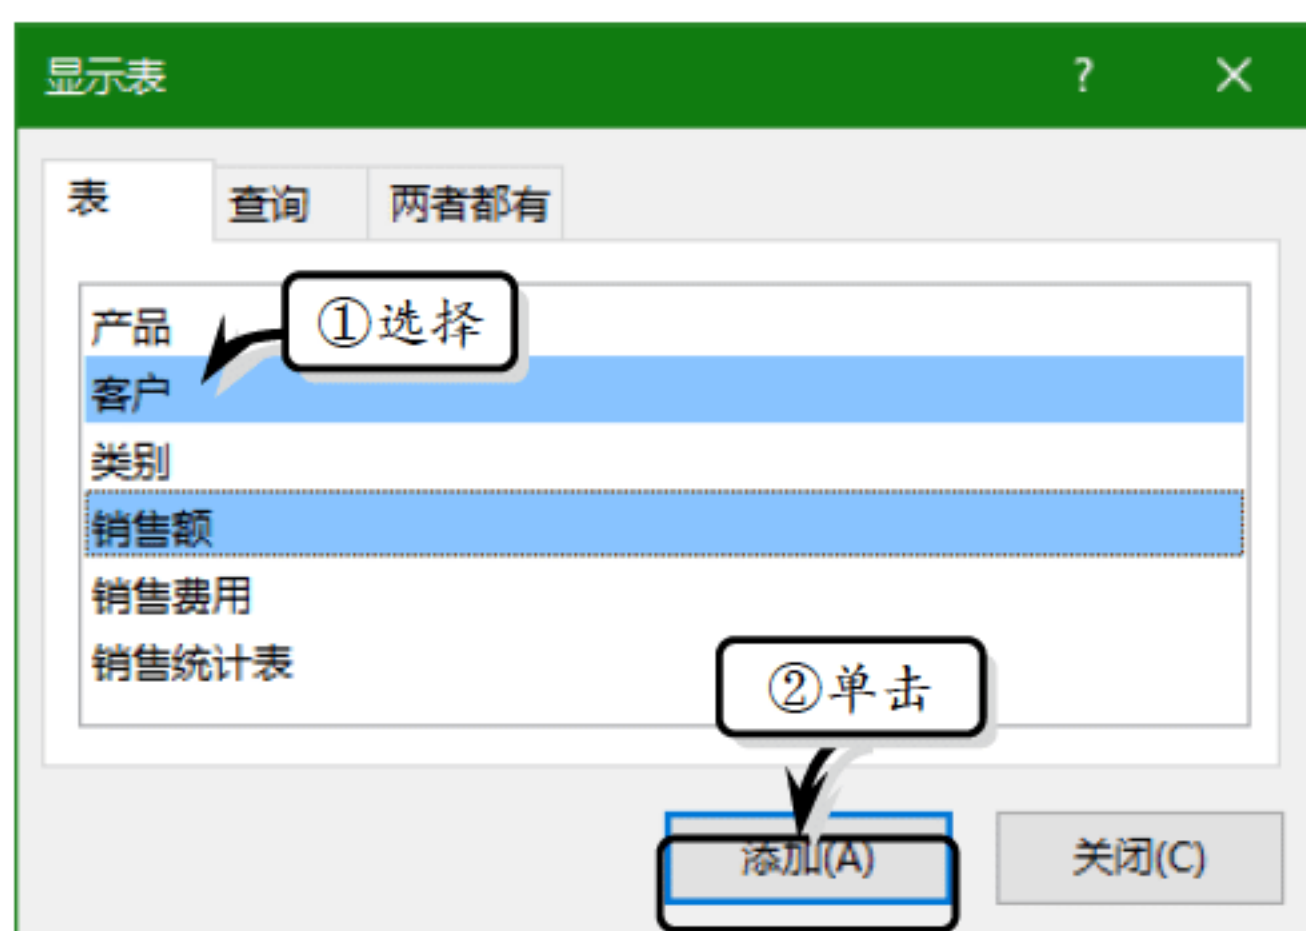 显示表 ?
表 查询 两者都有
产品
①选择
客户
类别
销售额
销售费用
销售统计表
②单击
添加(A) 关闭(C)